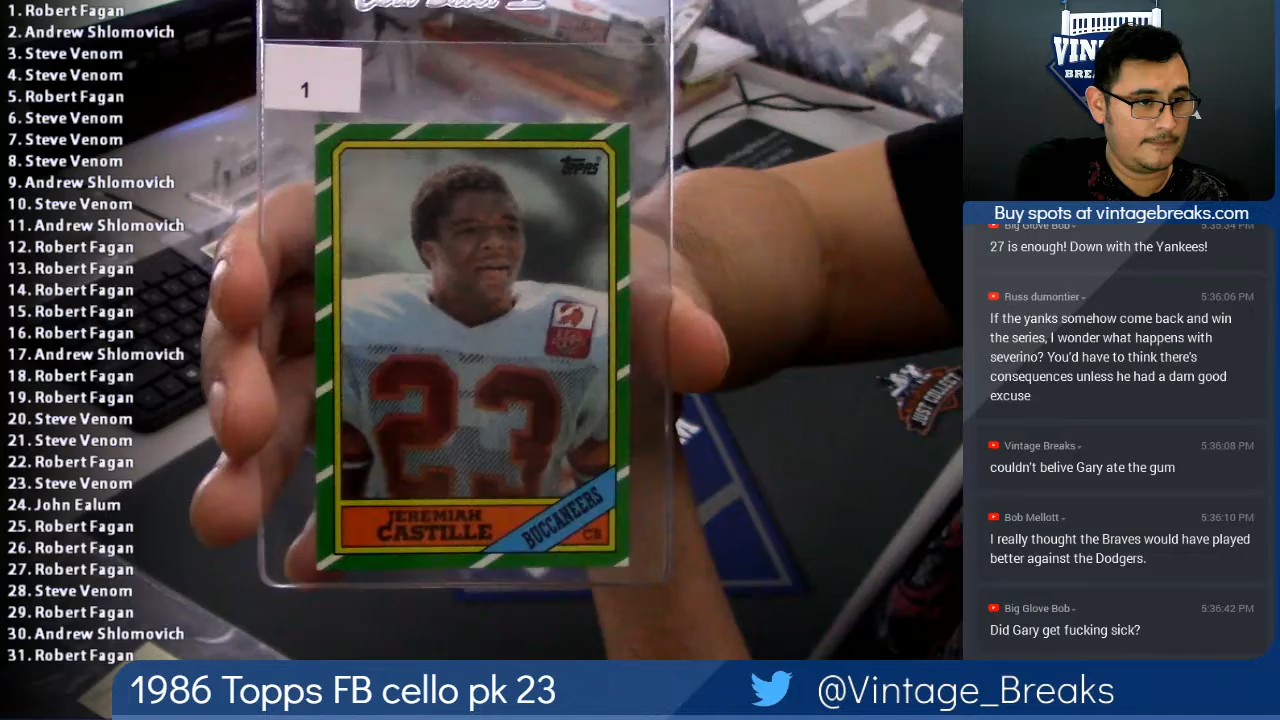 1. Robert Fagan
2. Andrew Shlomovich
3. Steve Venom
4. Steve Venom
5. Robert Fagan
6. Steve Venom
7. Steve Venom
8. Steve Venom
9. Andrew Shlomovich
10. Steve Venom
11. Andrew Shlomovich
12. Robert Fagan
13. Robert Fagan
14. Robert Fagan
15. Robert Fagan
16. Robert Fagan
17. Andrew Shlomovich
18. Robert Fagan
19. Robert Fagan
20. Steve Venom
21. Steve Venom
22. Robert Fagan
23. Steve Venom
24. John Ealum
25. Robert Fagan
26. Robert Fagan
27. Robert Fagan
28. Steve Venom
29. Robert Fagan
30. Andrew Shlomovich
31. Robert Fagan
1
topps
23
JEREMIAH
CASTILLE
BUCCANEERS
CB
JUST COLLECT
Buy spots at vintagebreaks.com
Big Glove Bob - 5:35:34 PM
27 is enough! Down with the Yankees!
Russ dumontier - 5:36:06 PM
If the yanks somehow come back and win
the series, I wonder what happens with
severino? You'd have to think there's
consequences unless he had a darn good
excuse
Vintage Breaks - 5:36:08 PM
couldn't belive Gary ate the gum
Bob Mellott - 5:36:10 PM
I really thought the Braves would have played
better against the Dodgers.
Big Glove Bob - 5:36:42 PM
Did Gary get fucking sick?
1986 Topps FB cello pk 23
@Vintage_Breaks